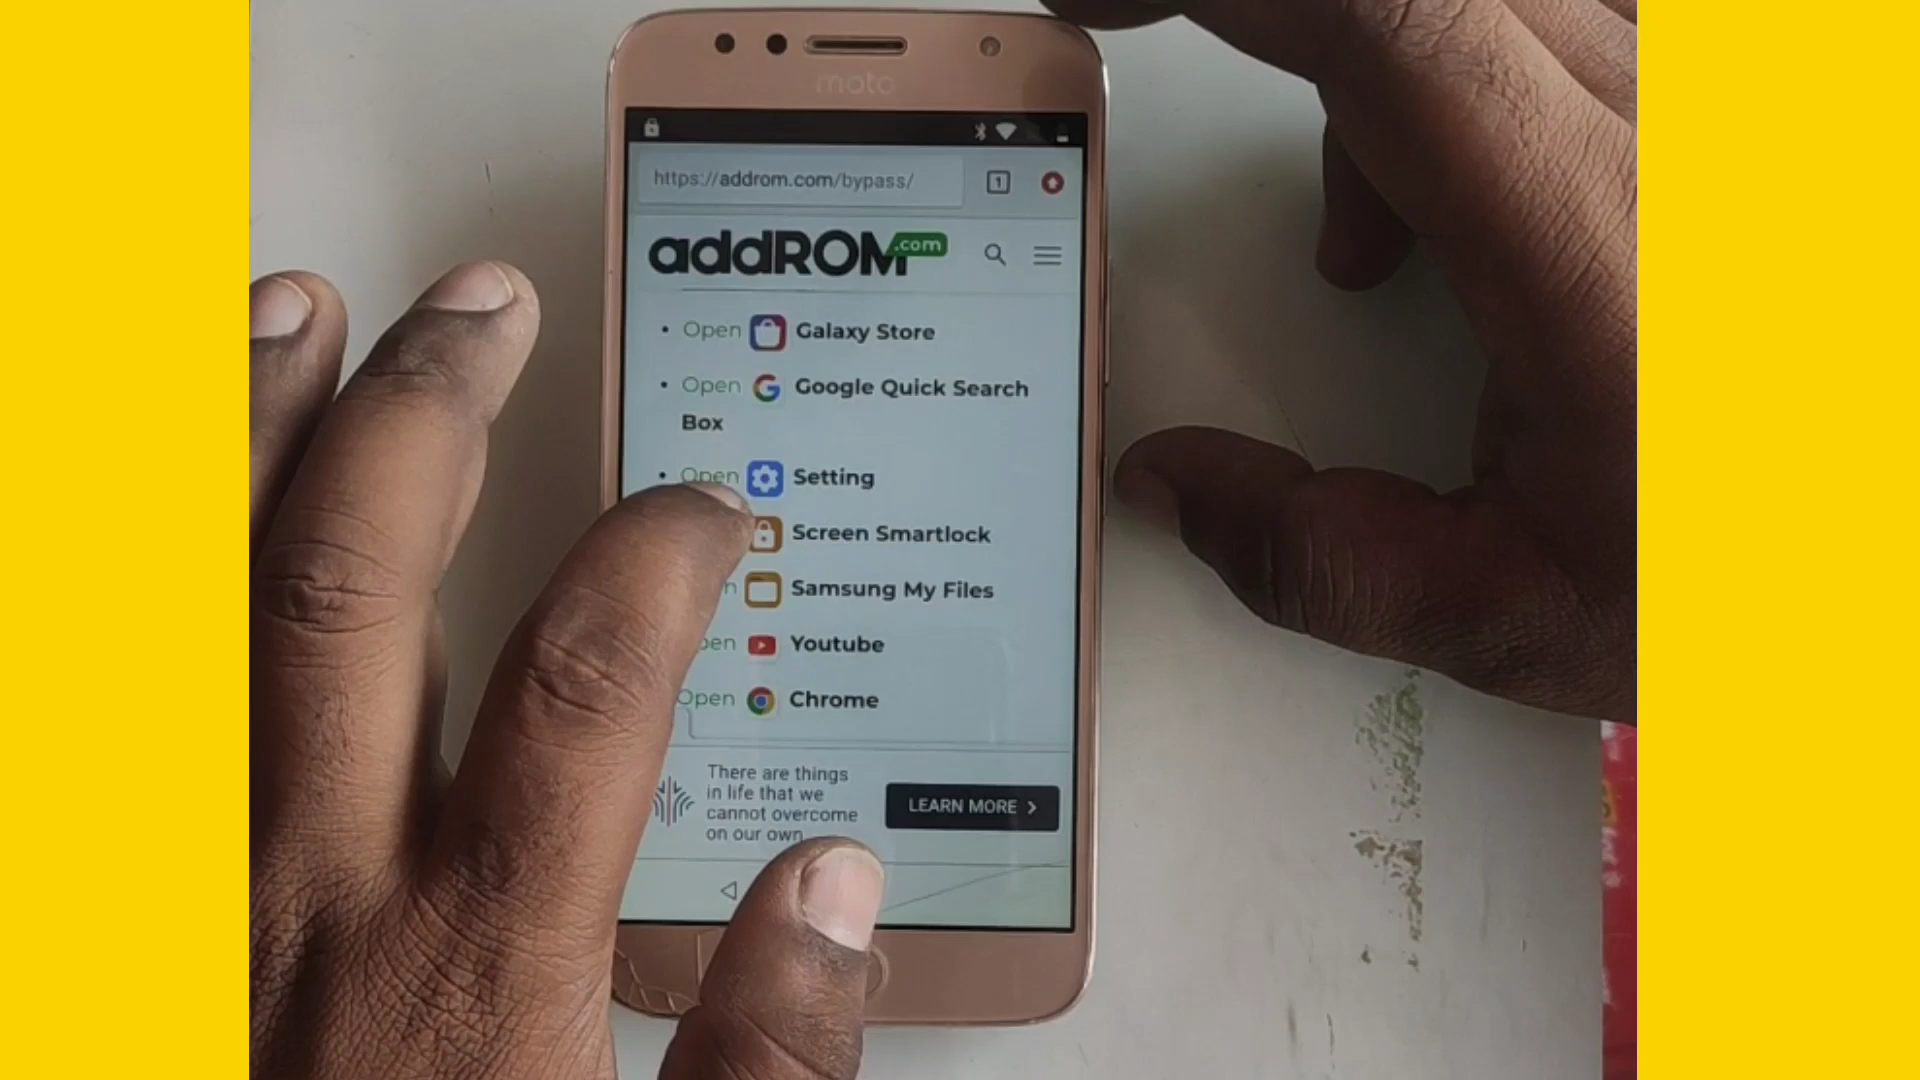 moto
https://addrom.com/bypass/
1
addROM.com
• Open Galaxy Store
• Open Google Quick Search
Box
• Open Setting
Screen Smartlock
n Samsung My Files
pen Youtube
Open Chrome
There are things
in life that we
cannot overcome
on our own
LEARN MORE >